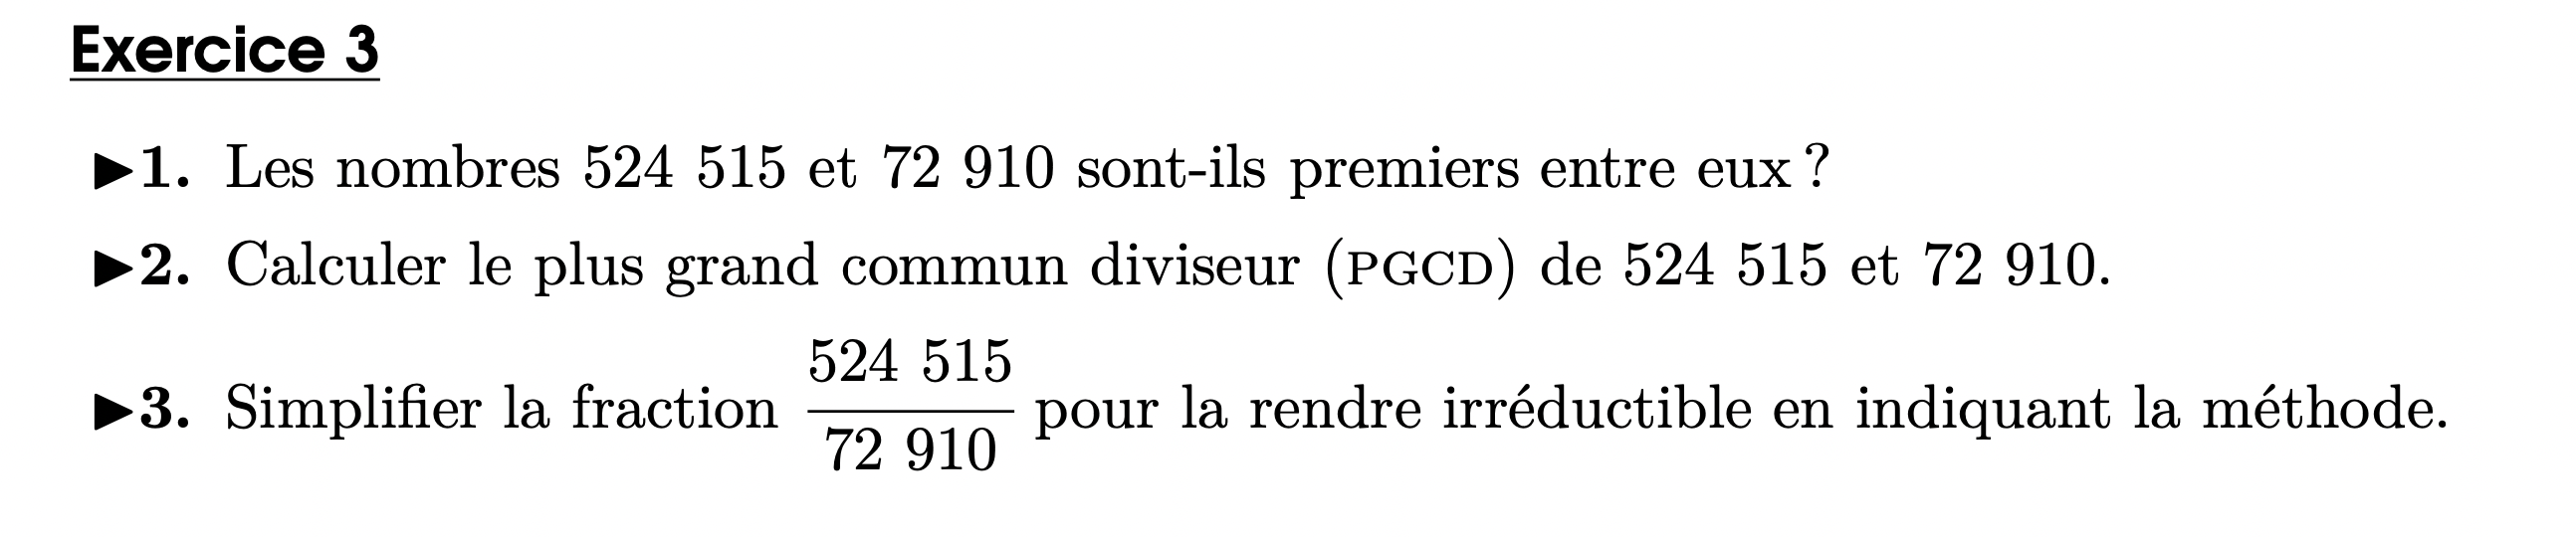 Exercice 3
▶1. Les nombres 524 515 et 72 910 sont-ils premiers entre eux ?
▶2. Calculer le plus grand commun diviseur (PGCD) de 524 515 et 72 910.
524 515
▶3. Simplifier la fraction pour la rendre irréductible en indiquant la méthode.
72 910